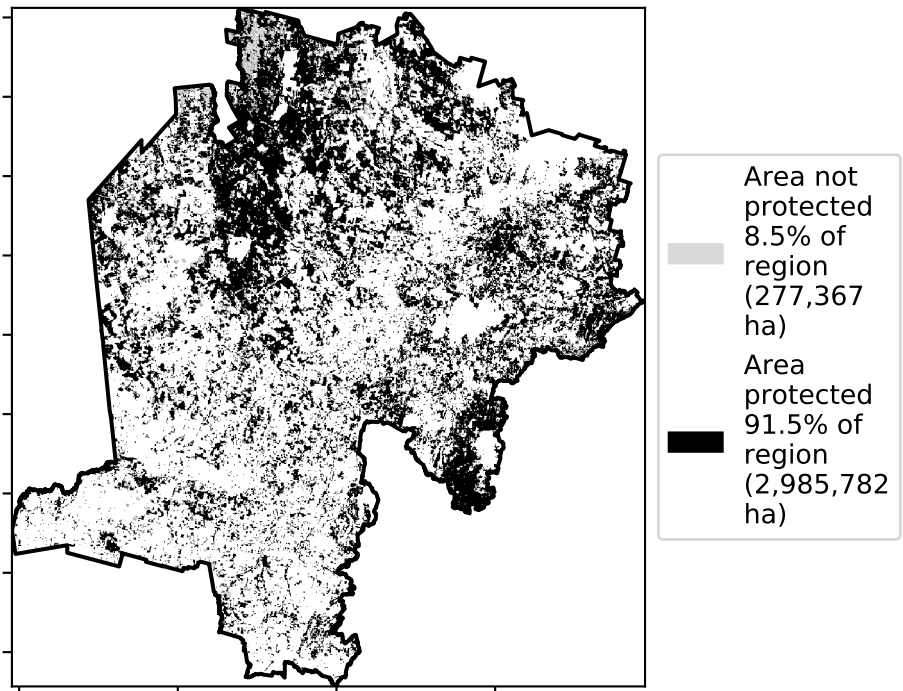 Area not
protected
8.5% of
region
(277,367
ha)
Area
protected
91.5% of
region
(2,985,782
ha)